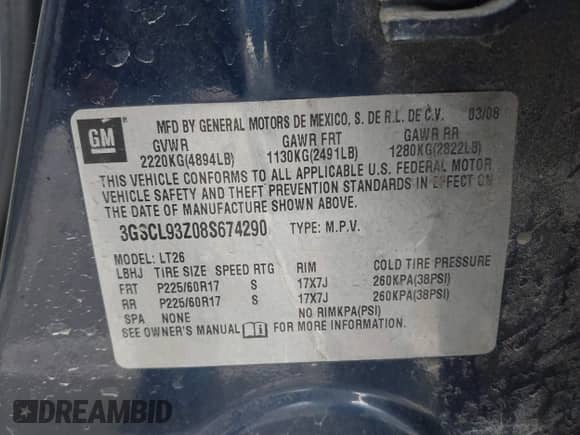 GM
MFD BY GENERAL MOTORS DE MEXICO, S. DE R.L. DE C.V. 03/08
GVWR GAWR FRT GAWR RR
2220KG(4894LB) 1130KG(2491LB) 1280KG(2822LB)
THIS VEHICLE CONFORMS TO ALL APPLICABLE U.S. FEDERAL MOTOR
VEHICLE SAFETY AND THEFT PREVENTION STANDARDS IN EFFECT ON
THE DATE OF MANUFACTURE SHOWN ABOVE.
3GSCL93Z08S674290 TYPE: M.P.V.
MODEL: LT26
LBHJ TIRE SIZE SPEED RTG RIM COLD TIRE PRESSURE
FRT P225/60R17 S 17X7J 260KPA(38PSI)
RR P225/60R17 S 17X7J 260KPA(38PSI)
SPA NONE NO RIMKPA(PSI)
SEE OWNER'S MANUAL FOR MORE INFORMATION.
DREAMBID